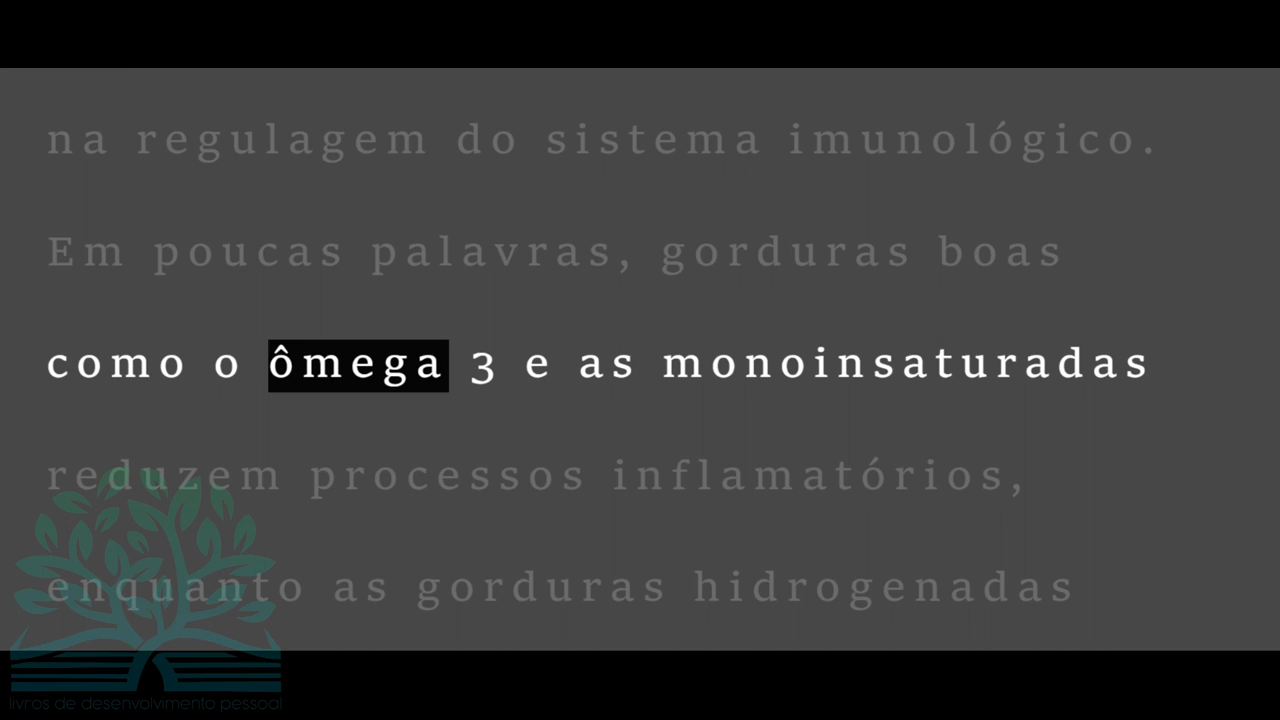 na regulagem do sistema imunológico.
Em poucas palavras, gorduras boas
como o ômega 3 e as monoinsaturadas
reduzem processos inflamatórios,
enquanto as gorduras hidrogenadas
livros de desenvolvimento pessoal